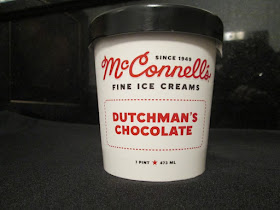 SINCE 1949
McConnell's
FINE ICE CREAMS
DUTCHMAN'S
CHOCOLATE
1 PINT ★ 473 ML